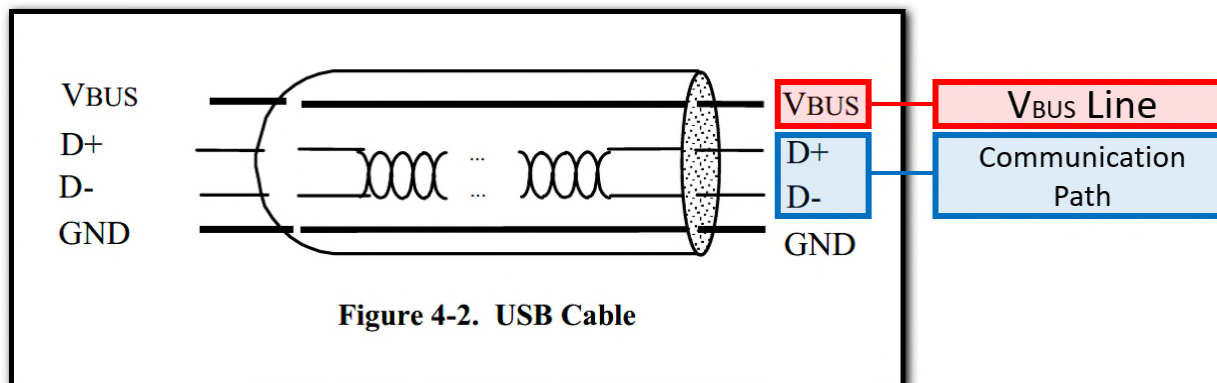 VBUS
D+
D-
GND
...
...
VBUS
D+
D-
GND
VBUS Line
Communication
Path
Figure 4-2. USB Cable